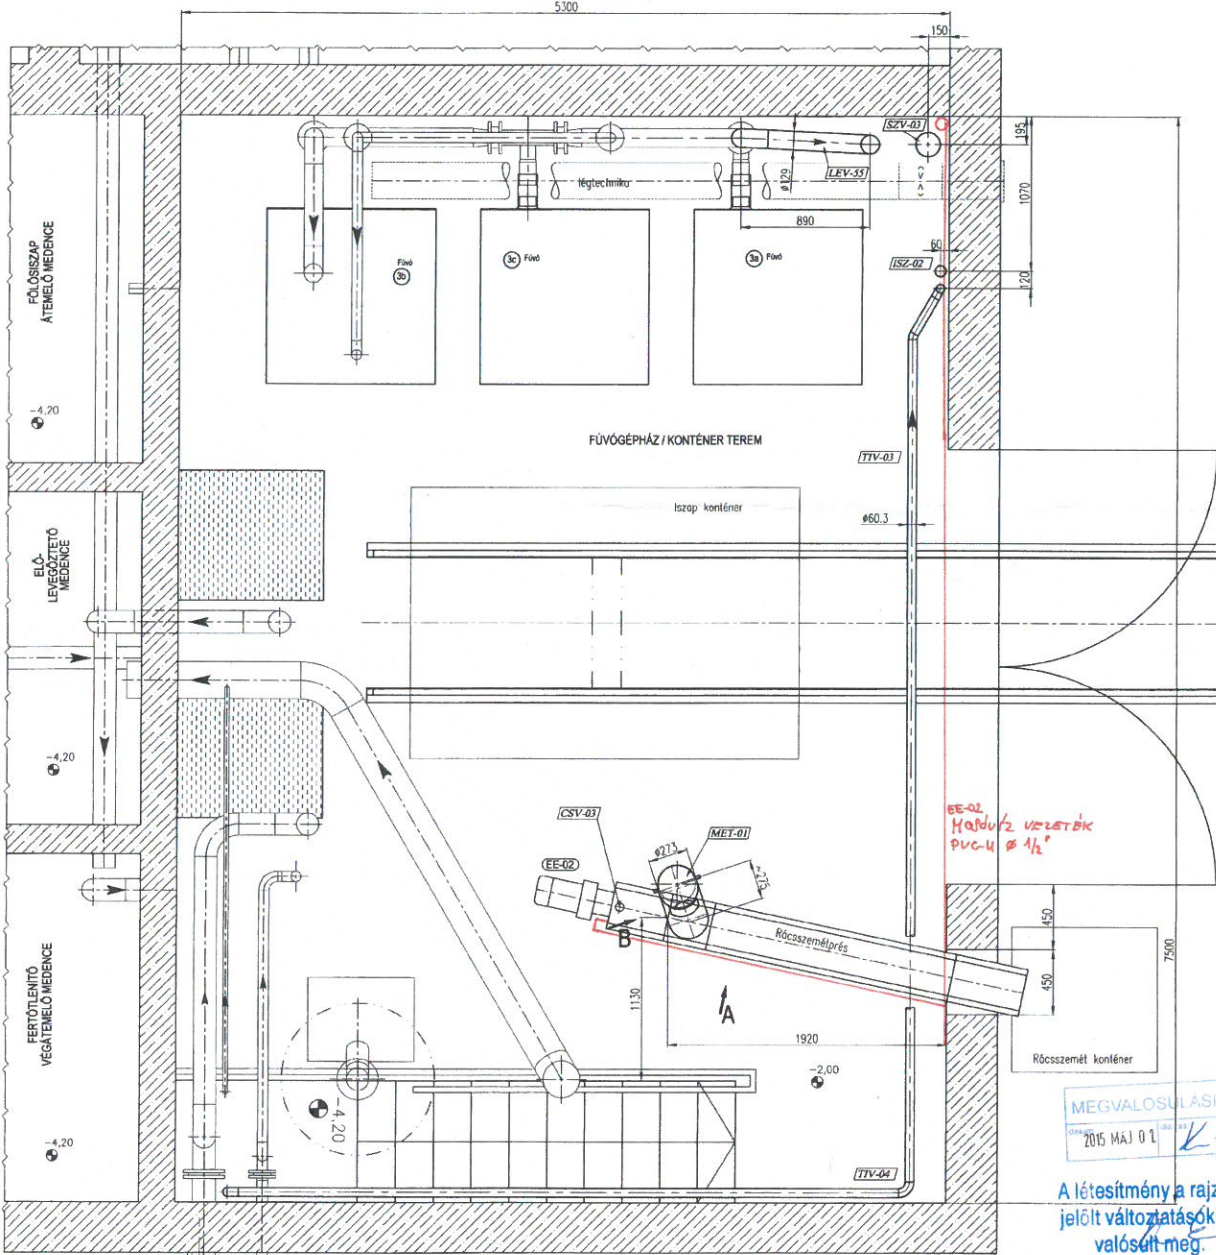 5300
150
SZV-03
195
légtechnika
ø129
LEV-55
890
1070
60
ISZ-02
120
FÖLÖSISZAP
ÁTEMELŐ MEDENCE
Fúvó
3b
3c Fúvó
3a Fúvó
-4,20
FÚVÓGÉPHÁZ / KONTÉNER TEREM
TIV-03
Iszap konténer
ø60.3
ELŐ-
LEVEGŐZTETŐ
MEDENCE
-4,20
EE-02
PVC-U ø 1/2"
CSV-03
MET-01
ø273
~275
EE-02
B
Rácsszemétprés
450
450
7500
1130
A
1920
FERTŐTLENÍTŐ
VÉGÁTEMELŐ MEDENCE
Rácsszemét konténer
-2,00
-4,20
-4,20
TIV-04
MEGVALÓSULÁSI
2015 MÁJ 02
A létesítmény a rajz
jelölt változtatások
valósult meg.